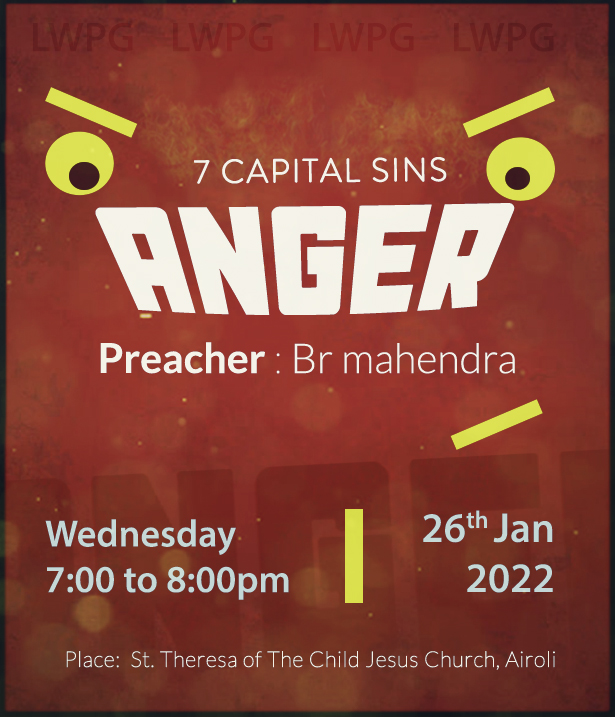 LWPG LWPG LWPG LWPG
7 CAPITAL SINS
ANGER
Preacher : Br mahendra
Wednesday
7:00 to 8:00pm
26th Jan
2022
Place: St. Theresa of The Child Jesus Church, Airoli